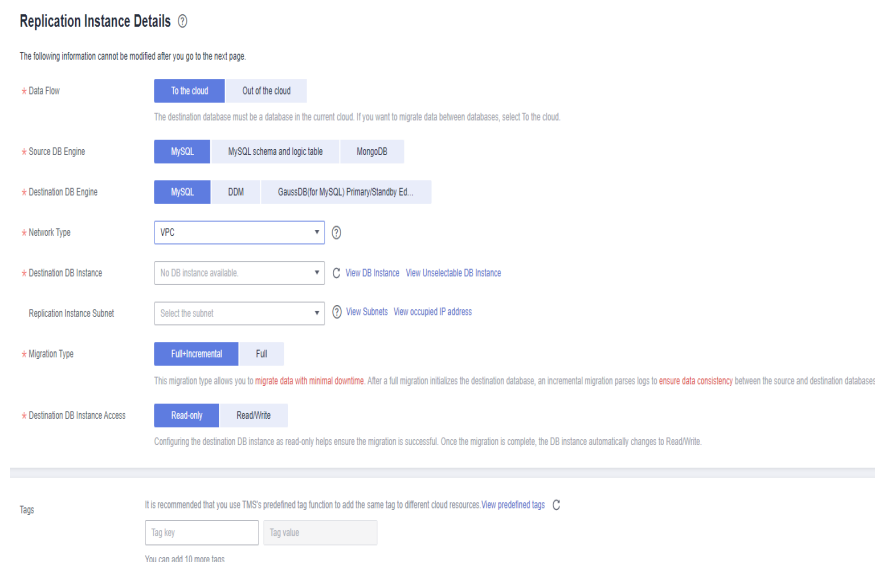 Replication Instance Details ?
The following information cannot be modified after you go to the next page.
* Data Flow To the cloud Out of the cloud
The destination database must be a database in the current cloud. If you want to migrate data between databases, select To the cloud.
* Source DB Engine MySQL MySQL schema and logic table MongoDB
* Destination DB Engine MySQL DDM GaussDB(for MySQL) Primary/Standby Ed...
* Network Type VPC ?
* Destination DB Instance No DB instance available. View DB Instance View Unselectable DB Instance
Replication Instance Subnet Select the subnet ? View Subnets View occupied IP address
* Migration Type Full+Incremental Full
This migration type allows you to migrate data with minimal downtime. After a full migration initializes the destination database, an incremental migration parses logs to ensure data consistency between the source and destination databases
* Destination DB Instance Access Read-only Read/Write
Configuring the destination DB instance as read-only helps ensure the migration is successful. Once the migration is complete, the DB instance automatically changes to Read/Write.
Tags It is recommended that you use TMS's predefined tag function to add the same tag to different cloud resources. View predefined tags
Tag key Tag value
You can add 10 more tags